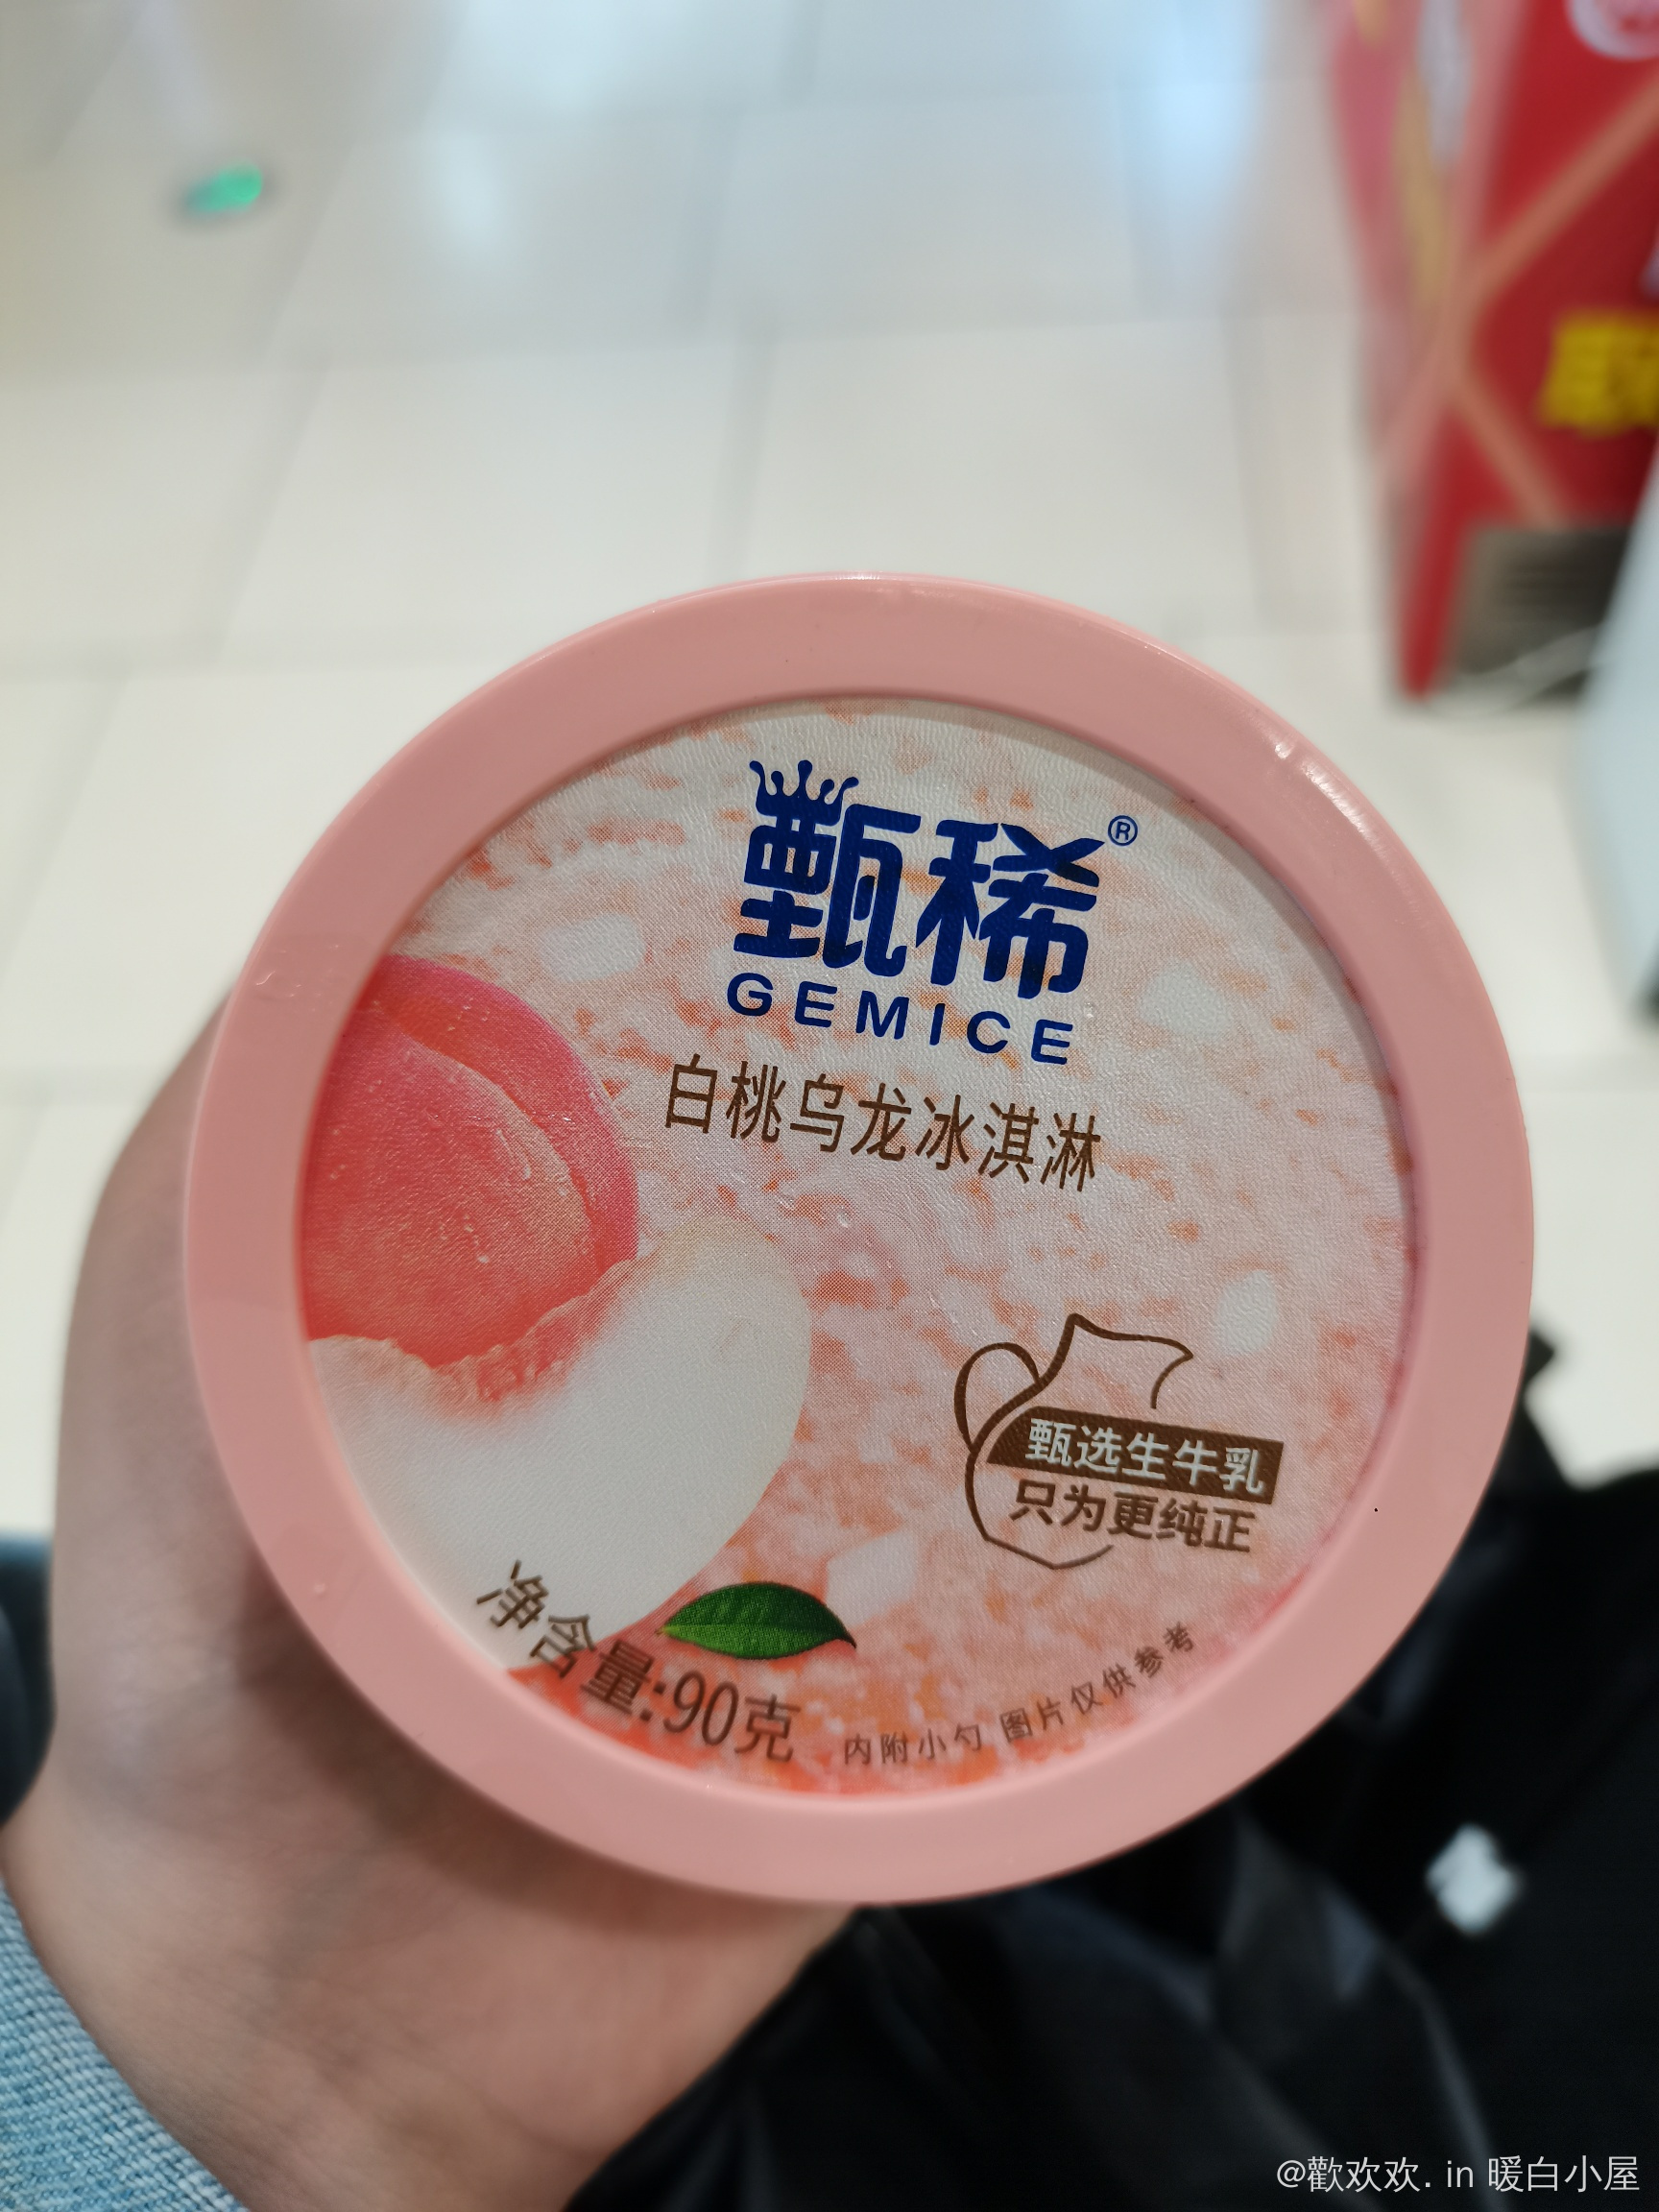 甄稀®
GEMICE
白桃乌龙冰淇淋
甄选生牛乳
只为更纯正
净含量:90克
内附小勺 图片仅供参考
@歡欢欢. in 暖白小屋